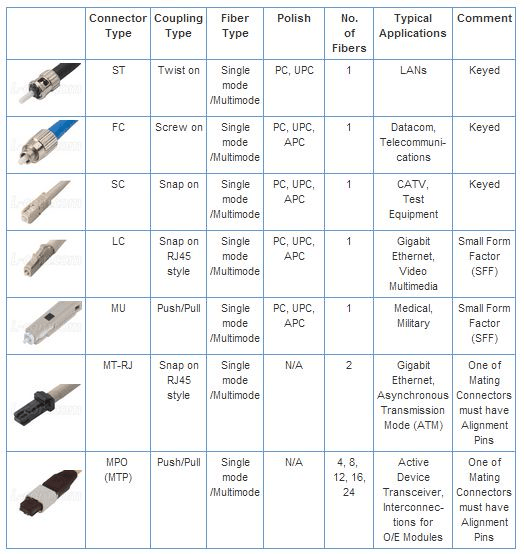 Connector Type Coupling Type Fiber Type Polish No. of Fibers Typical Applications Comment
ST Twist on Single mode /Multimode PC, UPC 1 LANs Keyed
FC Screw on Single mode /Multimode PC, UPC, APC 1 Datacom, Telecommuni-cations Keyed
SC Snap on Single mode /Multimode PC, UPC, APC 1 CATV, Test Equipment Keyed
LC Snap on RJ45 style Single mode /Multimode PC, UPC, APC 1 Gigabit Ethernet, Video Multimedia Small Form Factor (SFF)
MU Push/Pull Single mode /Multimode PC, UPC, APC 1 Medical, Military Small Form Factor (SFF)
MT-RJ Snap on RJ45 style Single mode /Multimode N/A 2 Gigabit Ethernet, Asynchronous Transmission Mode (ATM) One of Mating Connectors must have Alignment Pins
MPO (MTP) Push/Pull Single mode /Multimode N/A 4, 8, 12, 16, 24 Active Device Transceiver, Interconnec-tions for O/E Modules One of Mating Connectors must have Alignment Pins